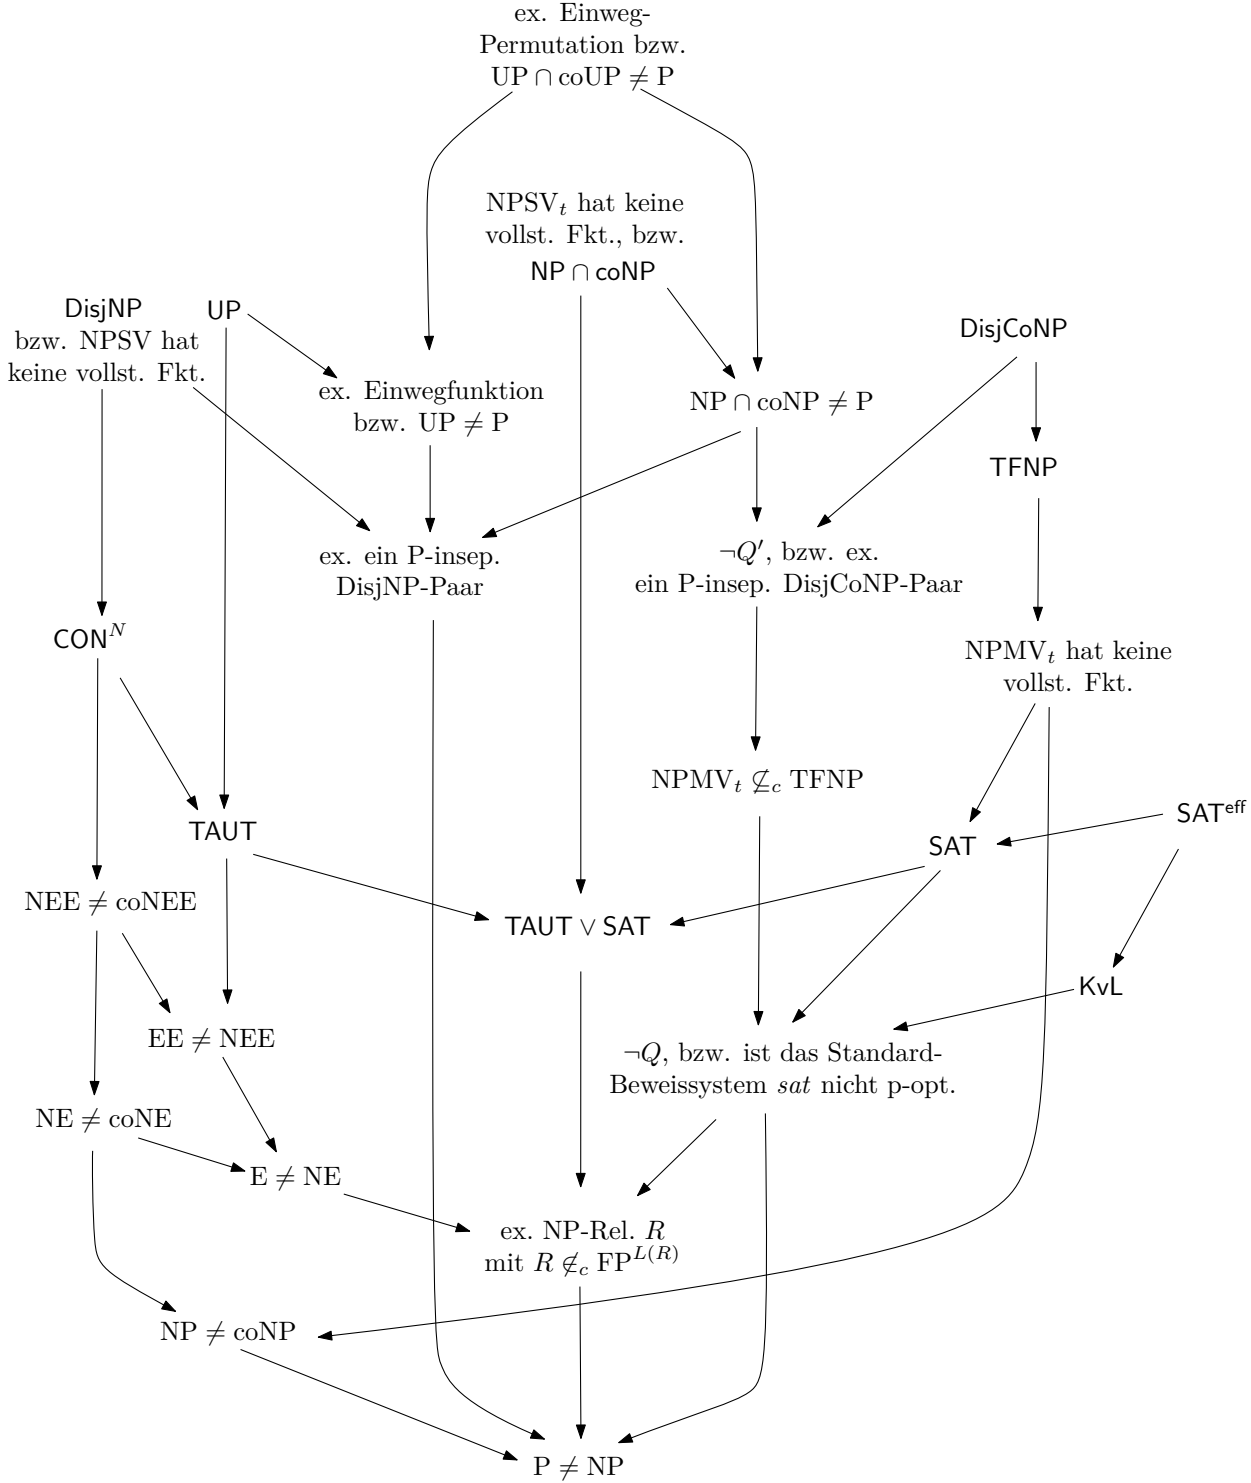 ex. Einweg-
Permutation bzw.
UP ∩ coUP ≠ P
NPSVₜ hat keine
vollst. Fkt., bzw.
NP ∩ coNP
DisjNP
bzw. NPSV hat
keine vollst. Fkt.
UP
DisjCoNP
ex. Einwegfunktion
bzw. UP ≠ P
NP ∩ coNP ≠ P
TFNP
ex. ein P-insep.
DisjNP-Paar
¬Q′, bzw. ex.
ein P-insep. DisjCoNP-Paar
CON^N
NPMVₜ hat keine
vollst. Fkt.
NPMVₜ ⊈_c TFNP
TAUT
SAT^eff
SAT
NEE ≠ coNEE
TAUT ∨ SAT
KvL
EE ≠ NEE
¬Q, bzw. ist das Standard-
Beweissystem sat nicht p-opt.
NE ≠ coNE
E ≠ NE
ex. NP-Rel. R
mit R ∉_c FP^L(R)
NP ≠ coNP
P ≠ NP